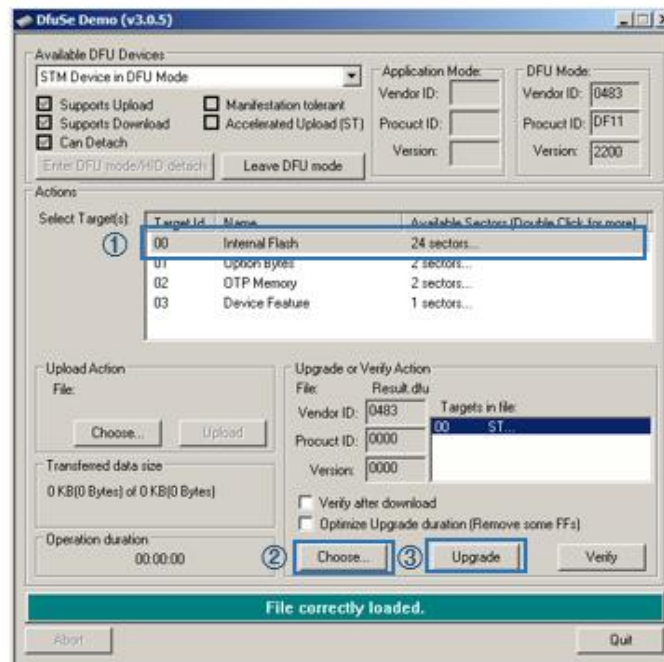 DfuSe Demo (v3.0.5)
Available DFU Devices
STM Device in DFU Mode
Supports Upload
Manifestation tolerant
Supports Download
Accelerated Upload (ST)
Can Detach
Enter DFU mode/HID detach
Leave DFU mode
Application Mode:
Vendor ID:
Procuct ID:
Version:
DFU Mode:
Vendor ID: 0483
Procuct ID: DF11
Version: 2200
Actions
Select Target(s):
Target Id Name Available Sectors (Double Click for more)
① 00 Internal Flash 24 sectors...
01 Option Bytes 2 sectors...
02 OTP Memory 2 sectors...
03 Device Feature 1 sectors...
Upload Action
File:
Choose... Upload
Transferred data size
0 KB(0 Bytes) of 0 KB(0 Bytes)
Operation duration
00:00:00
Upgrade or Verify Action
File: Result.dfu
Vendor ID: 0483
Procuct ID: 0000
Version: 0000
Targets in file:
00 ST...
Verify after download
Optimize Upgrade duration (Remove some FFs)
② Choose... ③ Upgrade Verify
File correctly loaded.
Abort Quit